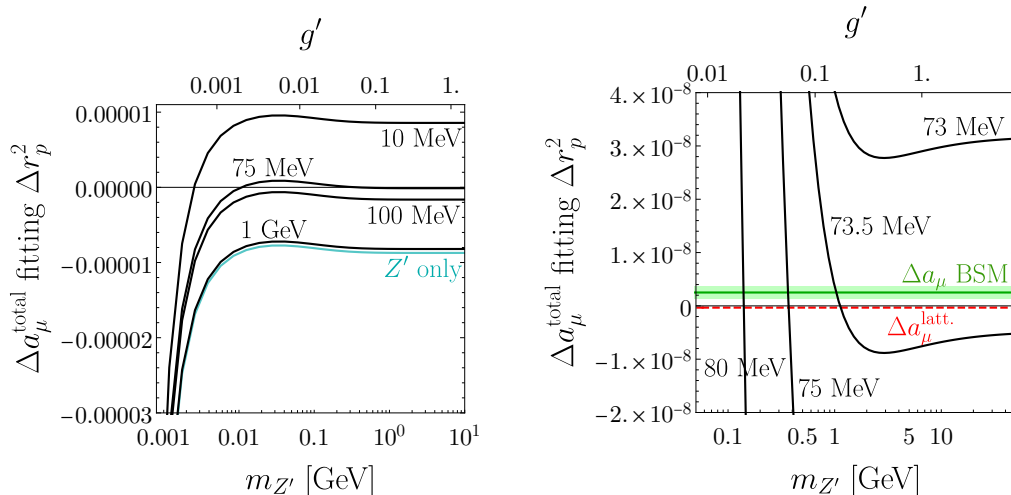 g′
0.001 0.01 0.1 1.
Δa_μ^total fitting Δr_p^2
0.00001
0.00000
−0.00001
−0.00002
−0.00003
10 MeV
75 MeV
100 MeV
1 GeV
Z′ only
0.001 0.01 0.1 10^0 10^1
m_Z′ [GeV]
g′
0.01 0.1 1.
Δa_μ^total fitting Δr_p^2
4.×10^-8
3.×10^-8
2.×10^-8
1.×10^-8
0
−1.×10^-8
−2.×10^-8
73 MeV
73.5 MeV
Δa_μ BSM
Δa_μ^latt.
80 MeV
75 MeV
0.1 0.5 1 5 10
m_Z′ [GeV]